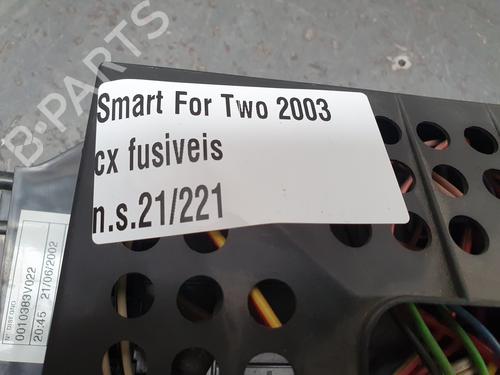 Smart For Two 2003
cx fusiveis
n.s.21/221
0010383V022
20:45 21/06/2002
B-PARTS